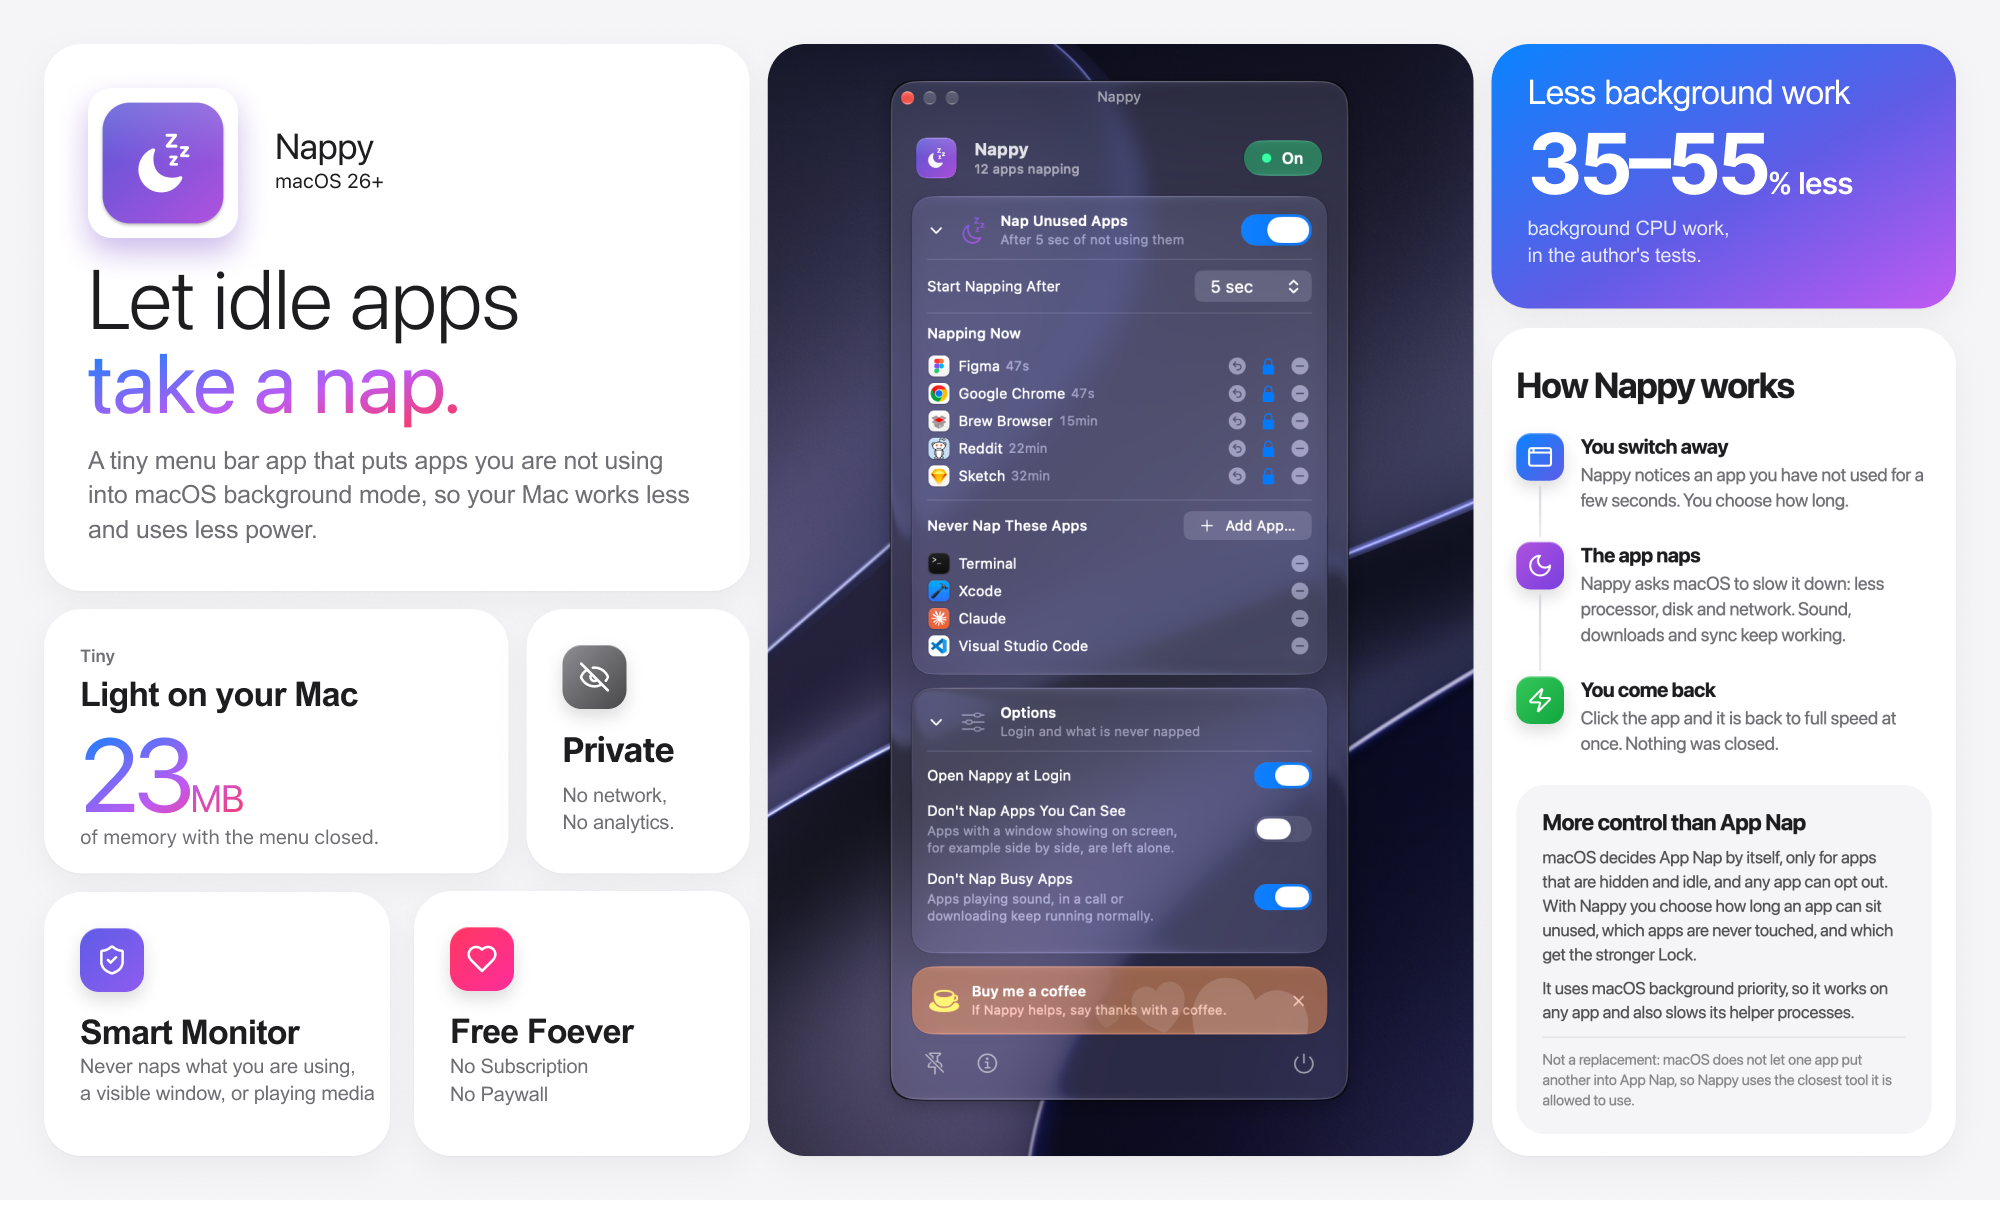 Nappy
macOS 26+
Let idle apps
take a nap.
A tiny menu bar app that puts apps you are not using
into macOS background mode, so your Mac works less
and uses less power.
Tiny
Light on your Mac
23MB
of memory with the menu closed.
Private
No network,
No analytics.
Smart Monitor
Never naps what you are using,
a visible window, or playing media
Free Foever
No Subscription
No Paywall
Nappy
Nappy
12 apps napping
On
Nap Unused Apps
After 5 sec of not using them
Start Napping After
5 sec
Napping Now
Figma 47s
Google Chrome 47s
Brew Browser 15min
Reddit 22min
Sketch 32min
Never Nap These Apps
+ Add App...
Terminal
Xcode
Claude
Visual Studio Code
Options
Login and what is never napped
Open Nappy at Login
Don't Nap Apps You Can See
Apps with a window showing on screen,
for example side by side, are left alone.
Don't Nap Busy Apps
Apps playing sound, in a call or
downloading keep running normally.
Buy me a coffee
If Nappy helps, say thanks with a coffee.
Less background work
35–55% less
background CPU work,
in the author's tests.
How Nappy works
You switch away
Nappy notices an app you have not used for a
few seconds. You choose how long.
The app naps
Nappy asks macOS to slow it down: less
processor, disk and network. Sound,
downloads and sync keep working.
You come back
Click the app and it is back to full speed at
once. Nothing was closed.
More control than App Nap
macOS decides App Nap by itself, only for apps
that are hidden and idle, and any app can opt out.
With Nappy you choose how long an app can sit
unused, which apps are never touched, and which
get the stronger Lock.
It uses macOS background priority, so it works on
any app and also slows its helper processes.
Not a replacement: macOS does not let one app put
another into App Nap, so Nappy uses the closest tool it is
allowed to use.